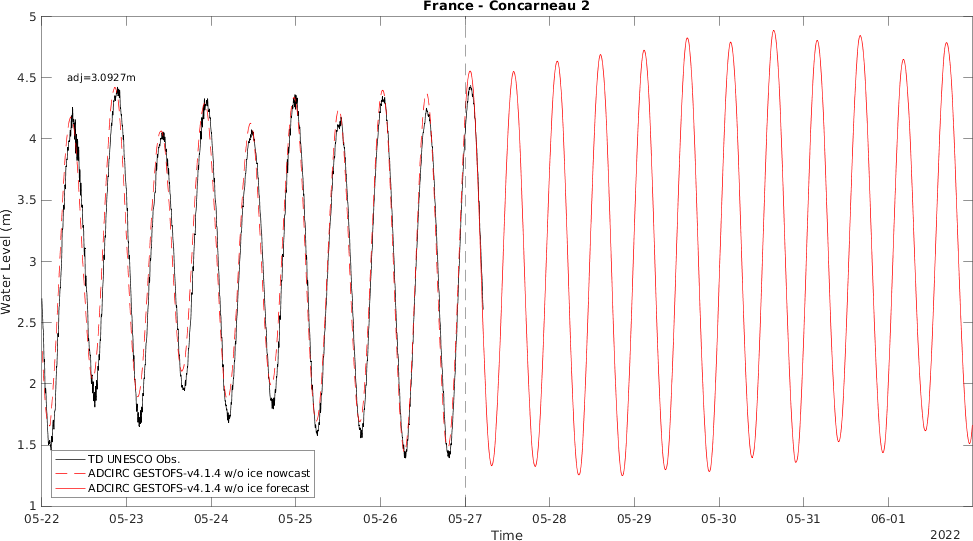 France - Concarneau 2
5
4.5
adj=3.0927m
4
3.5
3
2.5
2
1.5
1
Water Level (m)
TD UNESCO Obs.
ADCIRC GESTOFS-v4.1.4 w/o ice nowcast
ADCIRC GESTOFS-v4.1.4 w/o ice forecast
05-22 05-23 05-24 05-25 05-26 05-27 05-28 05-29 05-30 05-31 06-01
Time
2022